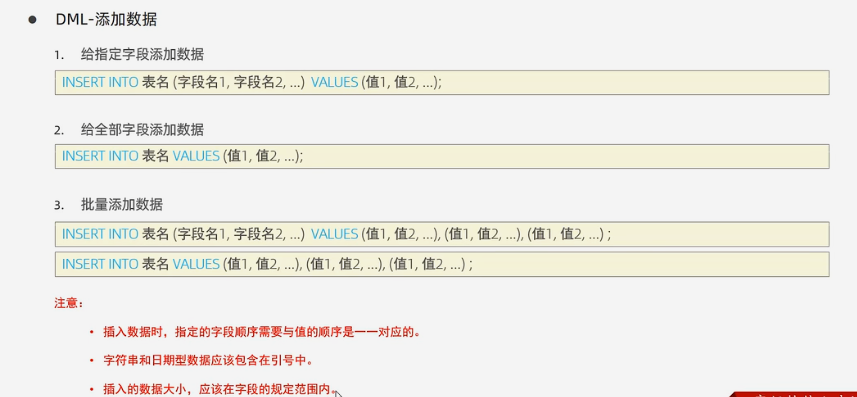 ● DML-添加数据
1. 给指定字段添加数据
INSERT INTO 表名 (字段名1, 字段名2, ...) VALUES (值1, 值2, ...);
2. 给全部字段添加数据
INSERT INTO 表名 VALUES (值1, 值2, ...);
3. 批量添加数据
INSERT INTO 表名 (字段名1, 字段名2, ...) VALUES (值1, 值2, ...), (值1, 值2, ...), (值1, 值2, ...) ;
INSERT INTO 表名 VALUES (值1, 值2, ...), (值1, 值2, ...), (值1, 值2, ...) ;
注意：
• 插入数据时，指定的字段顺序需要与值的顺序是一一对应的。
• 字符串和日期型数据应该包含在引号中。
• 插入的数据大小，应该在字段的规定范围内。